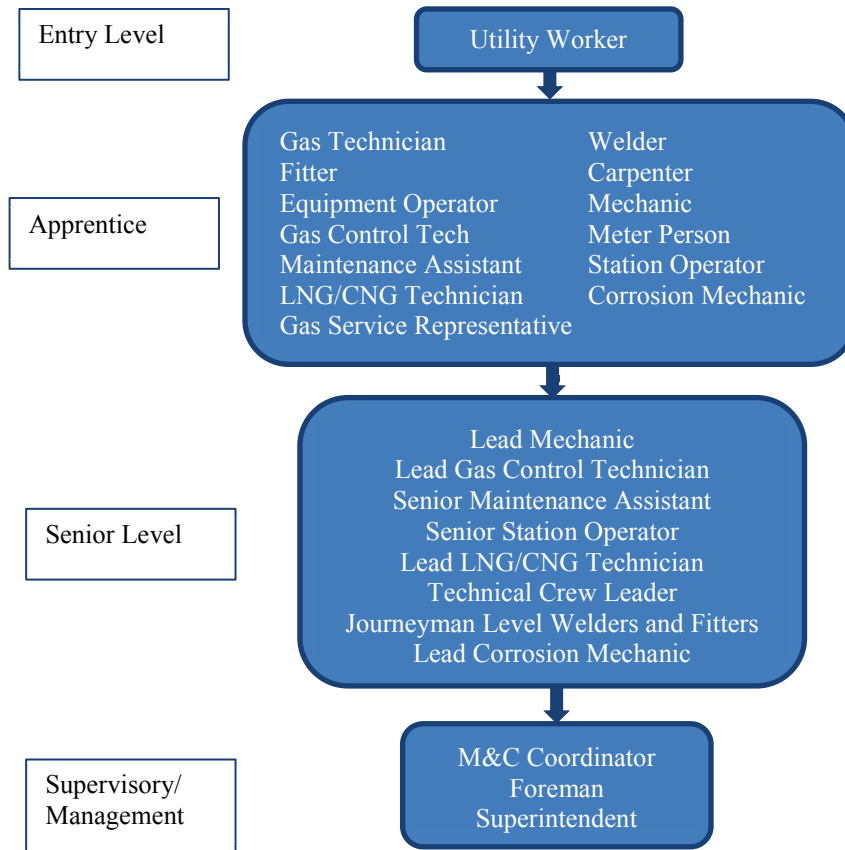 Entry Level
Utility Worker
Apprentice
Gas Technician
Fitter
Equipment Operator
Gas Control Tech
Maintenance Assistant
LNG/CNG Technician
Gas Service Representative
Welder
Carpenter
Mechanic
Meter Person
Station Operator
Corrosion Mechanic
Senior Level
Lead Mechanic
Lead Gas Control Technician
Senior Maintenance Assistant
Senior Station Operator
Lead LNG/CNG Technician
Technical Crew Leader
Journeyman Level Welders and Fitters
Lead Corrosion Mechanic
Supervisory/
Management
M&C Coordinator
Foreman
Superintendent